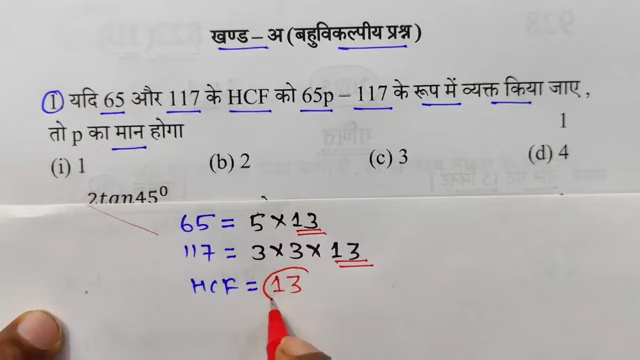 खण्ड – अ (बहुविकल्पीय प्रश्न)
1 यदि 65 और 117 के HCF को 65p – 117 के रूप में व्यक्त किया जाए ,
तो p का मान होगा 1
(i) 1 (b) 2 (c) 3 (d) 4
2tan45⁰
65 = 5 × 13
117 = 3 × 3 × 13
HCF = 13